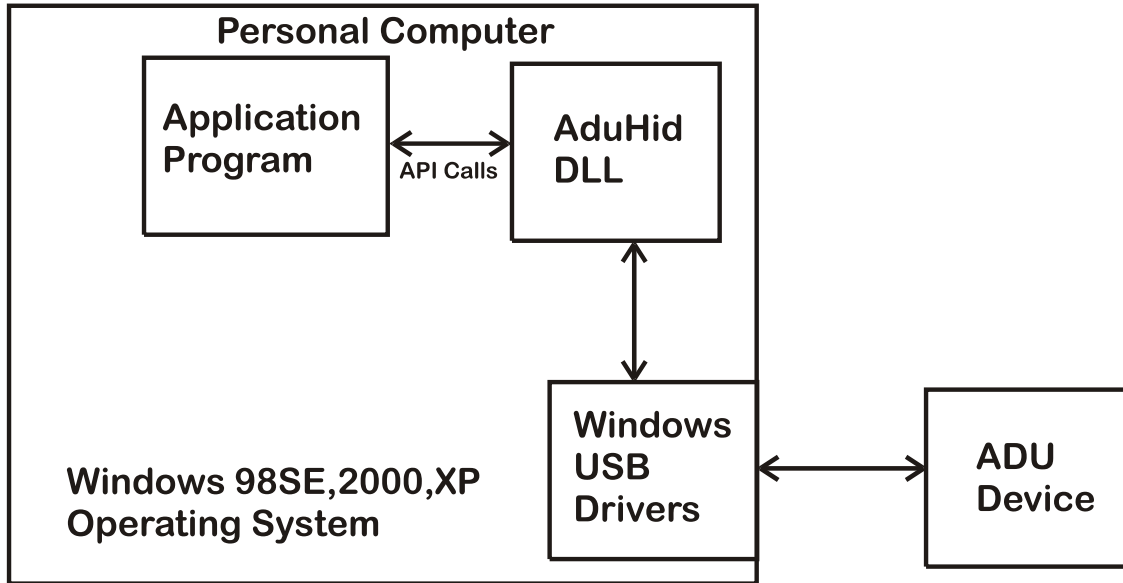 Personal Computer
Application
Program
API Calls
AduHid
DLL
Windows
USB
Drivers
ADU
Device
Windows 98SE,2000,XP
Operating System